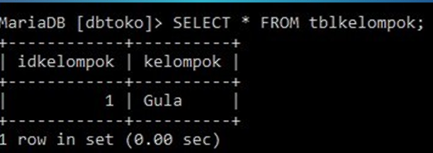 MariaDB [dbtoko]> SELECT * FROM tblkelompok;
+------------+----------+
| idkelompok | kelompok |
+------------+----------+
|          1 | Gula     |
+------------+----------+
1 row in set (0.00 sec)